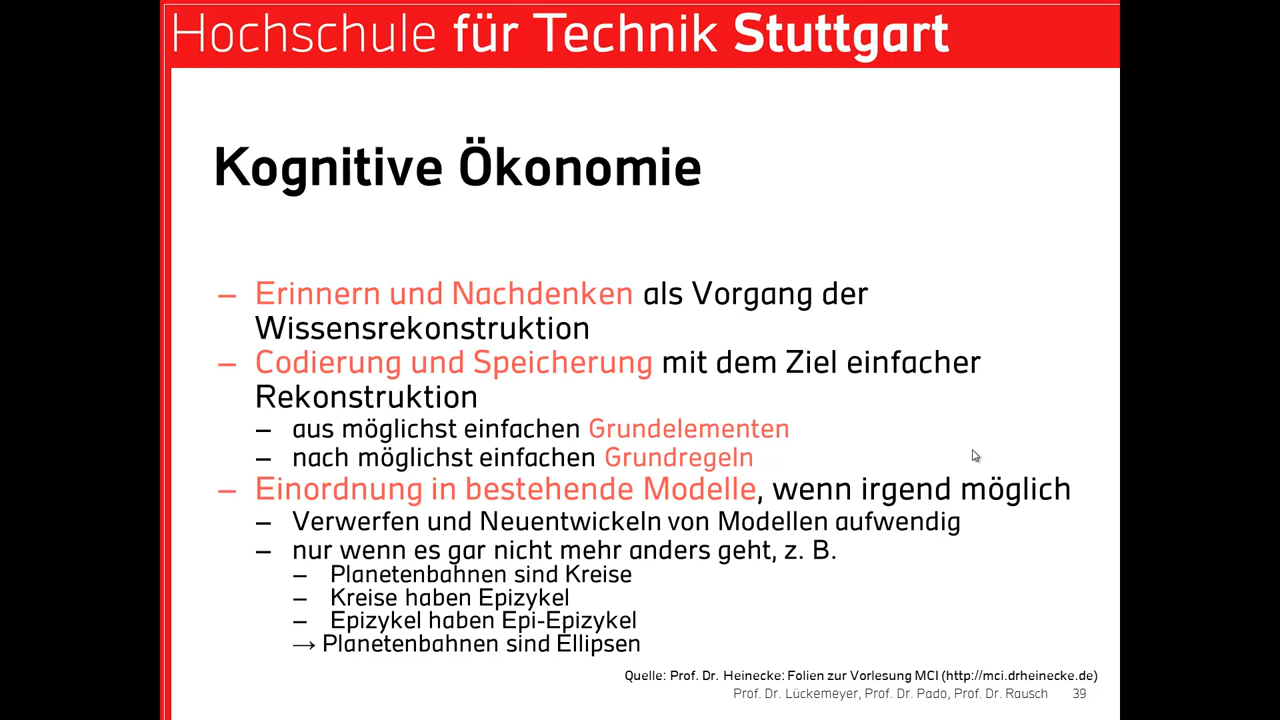 Hochschule für Technik Stuttgart
Kognitive Ökonomie
– Erinnern und Nachdenken als Vorgang der
Wissensrekonstruktion
– Codierung und Speicherung mit dem Ziel einfacher
Rekonstruktion
– aus möglichst einfachen Grundelementen
– nach möglichst einfachen Grundregeln
– Einordnung in bestehende Modelle, wenn irgend möglich
– Verwerfen und Neuentwickeln von Modellen aufwendig
– nur wenn es gar nicht mehr anders geht, z. B.
– Planetenbahnen sind Kreise
– Kreise haben Epizykel
– Epizykel haben Epi-Epizykel
→ Planetenbahnen sind Ellipsen
Quelle: Prof. Dr. Heinecke: Folien zur Vorlesung MCI (http://mci.drheinecke.de)
Prof. Dr. Lückemeyer, Prof. Dr. Pado, Prof. Dr. Rausch 39